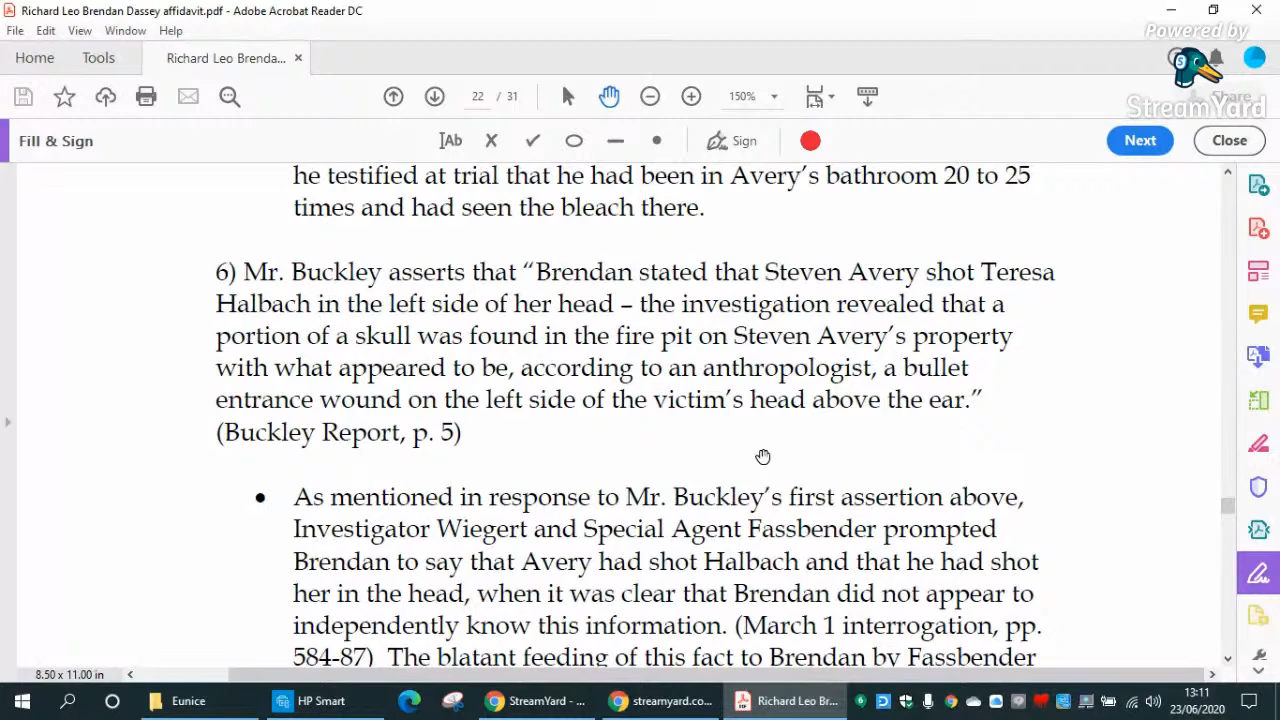 Richard Leo Brendan Dassey affidavit.pdf - Adobe Acrobat Reader DC
Powered by
File Edit View Window Help
Home Tools Richard Leo Brenda... ×
StreamYard
22 / 31 150% Share
Fill & Sign Ab Sign Next Close
he testified at trial that he had been in Avery’s bathroom 20 to 25
times and had seen the bleach there.
6) Mr. Buckley asserts that “Brendan stated that Steven Avery shot Teresa
Halbach in the left side of her head – the investigation revealed that a
portion of a skull was found in the fire pit on Steven Avery’s property
with what appeared to be, according to an anthropologist, a bullet
entrance wound on the left side of the victim’s head above the ear.”
(Buckley Report, p. 5)
• As mentioned in response to Mr. Buckley’s first assertion above,
Investigator Wiegert and Special Agent Fassbender prompted
Brendan to say that Avery had shot Halbach and that he had shot
her in the head, when it was clear that Brendan did not appear to
independently know this information. (March 1 interrogation, pp.
584-87) The blatant feeding of this fact to Brendan by Fassbender
8.50 x 11.00 in
Eunice HP Smart StreamYard - ... streamyard.co... Richard Leo Br... 13:11
23/06/2020